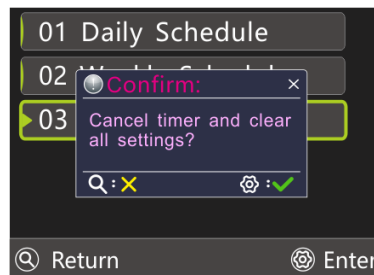 01 Daily Schedule
02
Confirm:
03
Cancel timer and clear
all settings?
Return
Enter